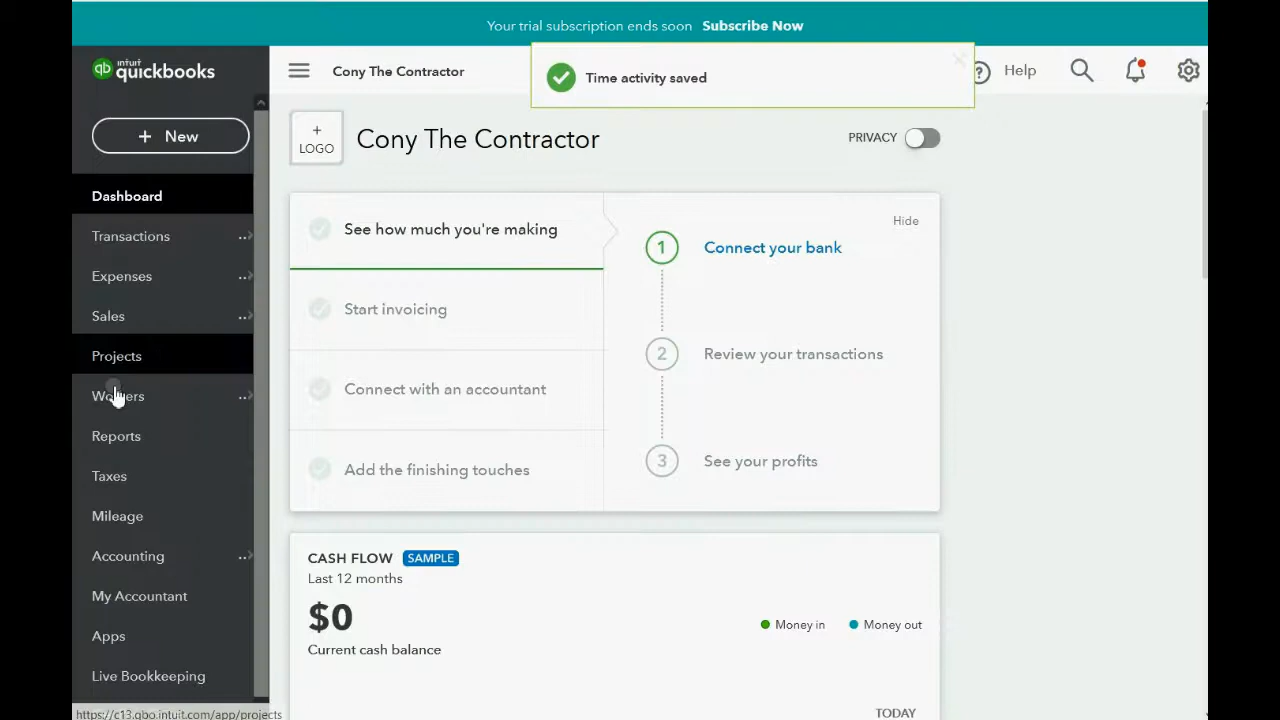 Your trial subscription ends soon Subscribe Now
intuit
quickbooks
Cony The Contractor
Time activity saved
Help
+ New
+
LOGO
Cony The Contractor
PRIVACY
Dashboard
Transactions
Expenses
Sales
Projects
Workers
Reports
Taxes
Mileage
Accounting
My Accountant
Apps
Live Bookkeeping
See how much you're making
Start invoicing
Connect with an accountant
Add the finishing touches
Hide
1 Connect your bank
2 Review your transactions
3 See your profits
CASH FLOW SAMPLE
Last 12 months
$0
Current cash balance
Money in Money out
TODAY
https://c13.qbo.intuit.com/app/projects